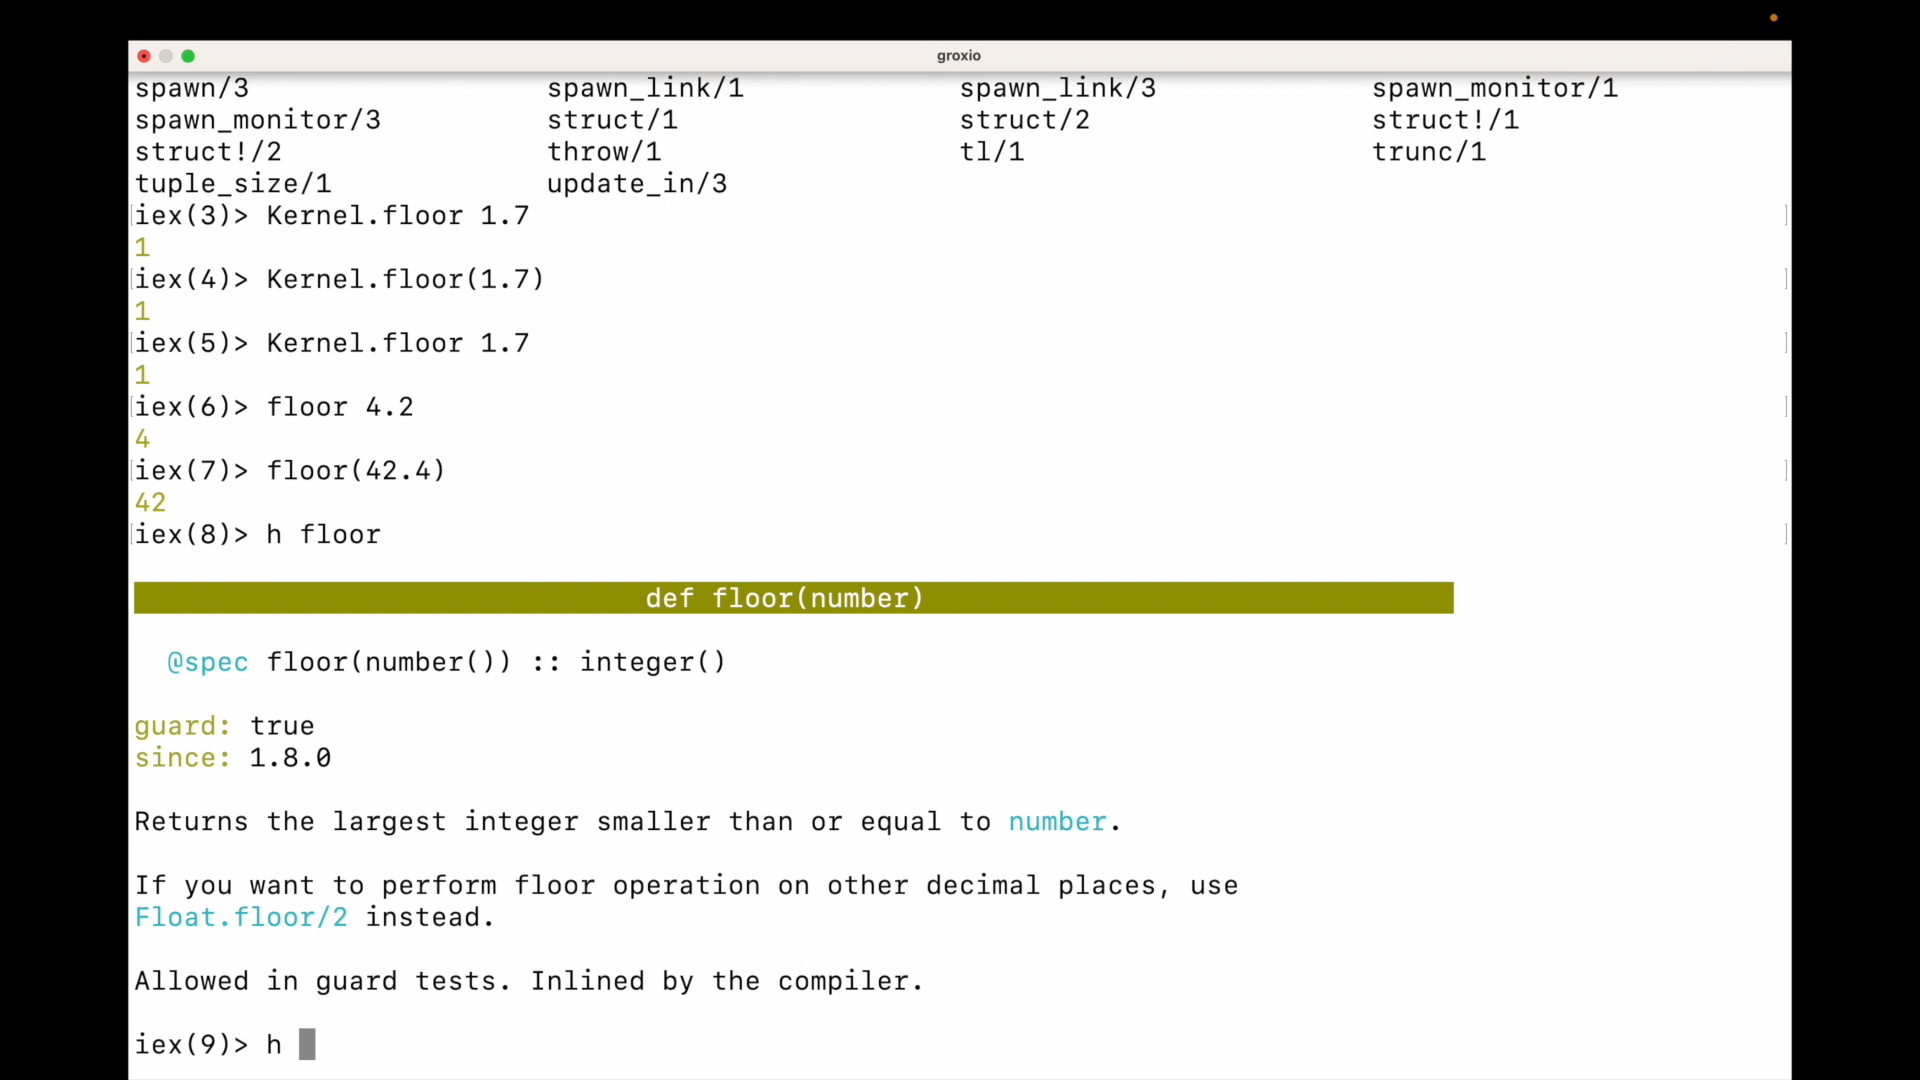 groxio
spawn/3 spawn_link/1 spawn_link/3 spawn_monitor/1
spawn_monitor/3 struct/1 struct/2 struct!/1
struct!/2 throw/1 tl/1 trunc/1
tuple_size/1 update_in/3
[iex(3)> Kernel.floor 1.7 ]
1
[iex(4)> Kernel.floor(1.7) ]
1
[iex(5)> Kernel.floor 1.7 ]
1
[iex(6)> floor 4.2 ]
4
[iex(7)> floor(42.4) ]
42
[iex(8)> h floor ]
def floor(number)
@spec floor(number()) :: integer()
guard: true
since: 1.8.0
Returns the largest integer smaller than or equal to number.
If you want to perform floor operation on other decimal places, use
Float.floor/2 instead.
Allowed in guard tests. Inlined by the compiler.
iex(9)> h